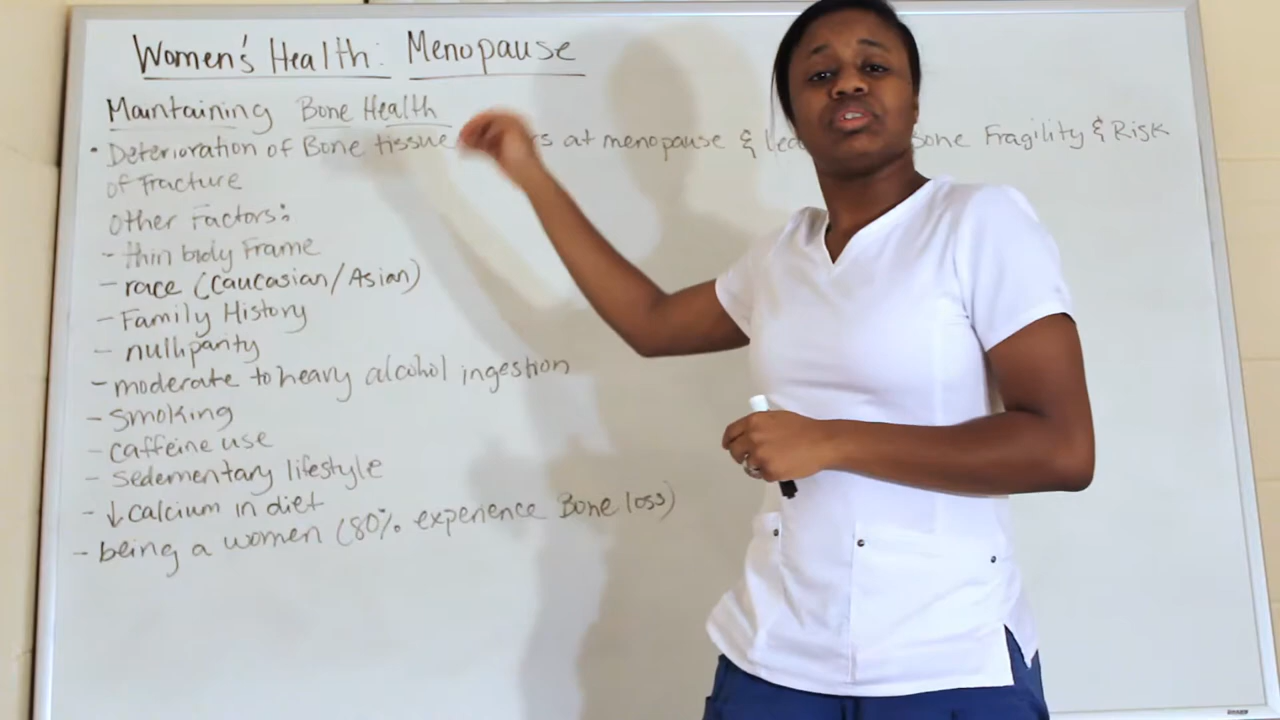 Women's Health: Menopause
Maintaining Bone Health
• Deterioration of Bone tissue at menopause & Bone Fragility & Risk
of fracture
other Factors:
- thin body Frame
- race (Caucasian/Asian)
- Family History
- nulliparity
- moderate to heavy alcohol ingestion
- Smoking
- caffeine use
- sedementary lifestyle
- ↓ calcium in diet
- being a women (80% experience Bone loss)